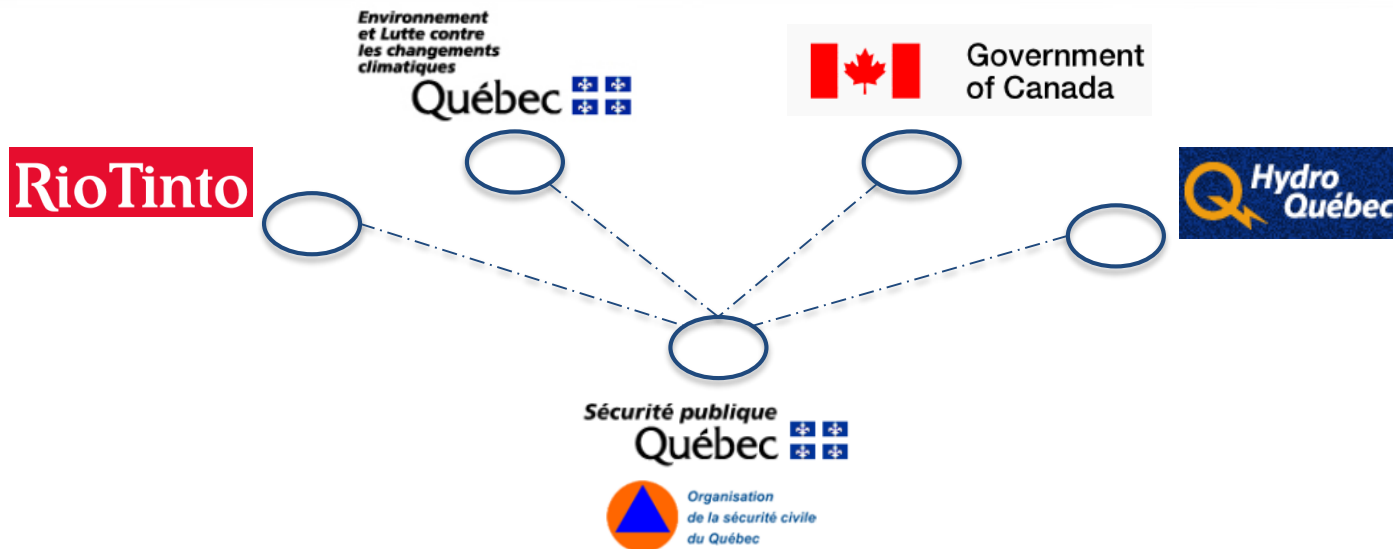 Environnement
et Lutte contre
les changements
climatiques
Québec
Government
of Canada
RioTinto
Hydro
Québec
Sécurité publique
Québec
Organisation
de la sécurité civile
du Québec